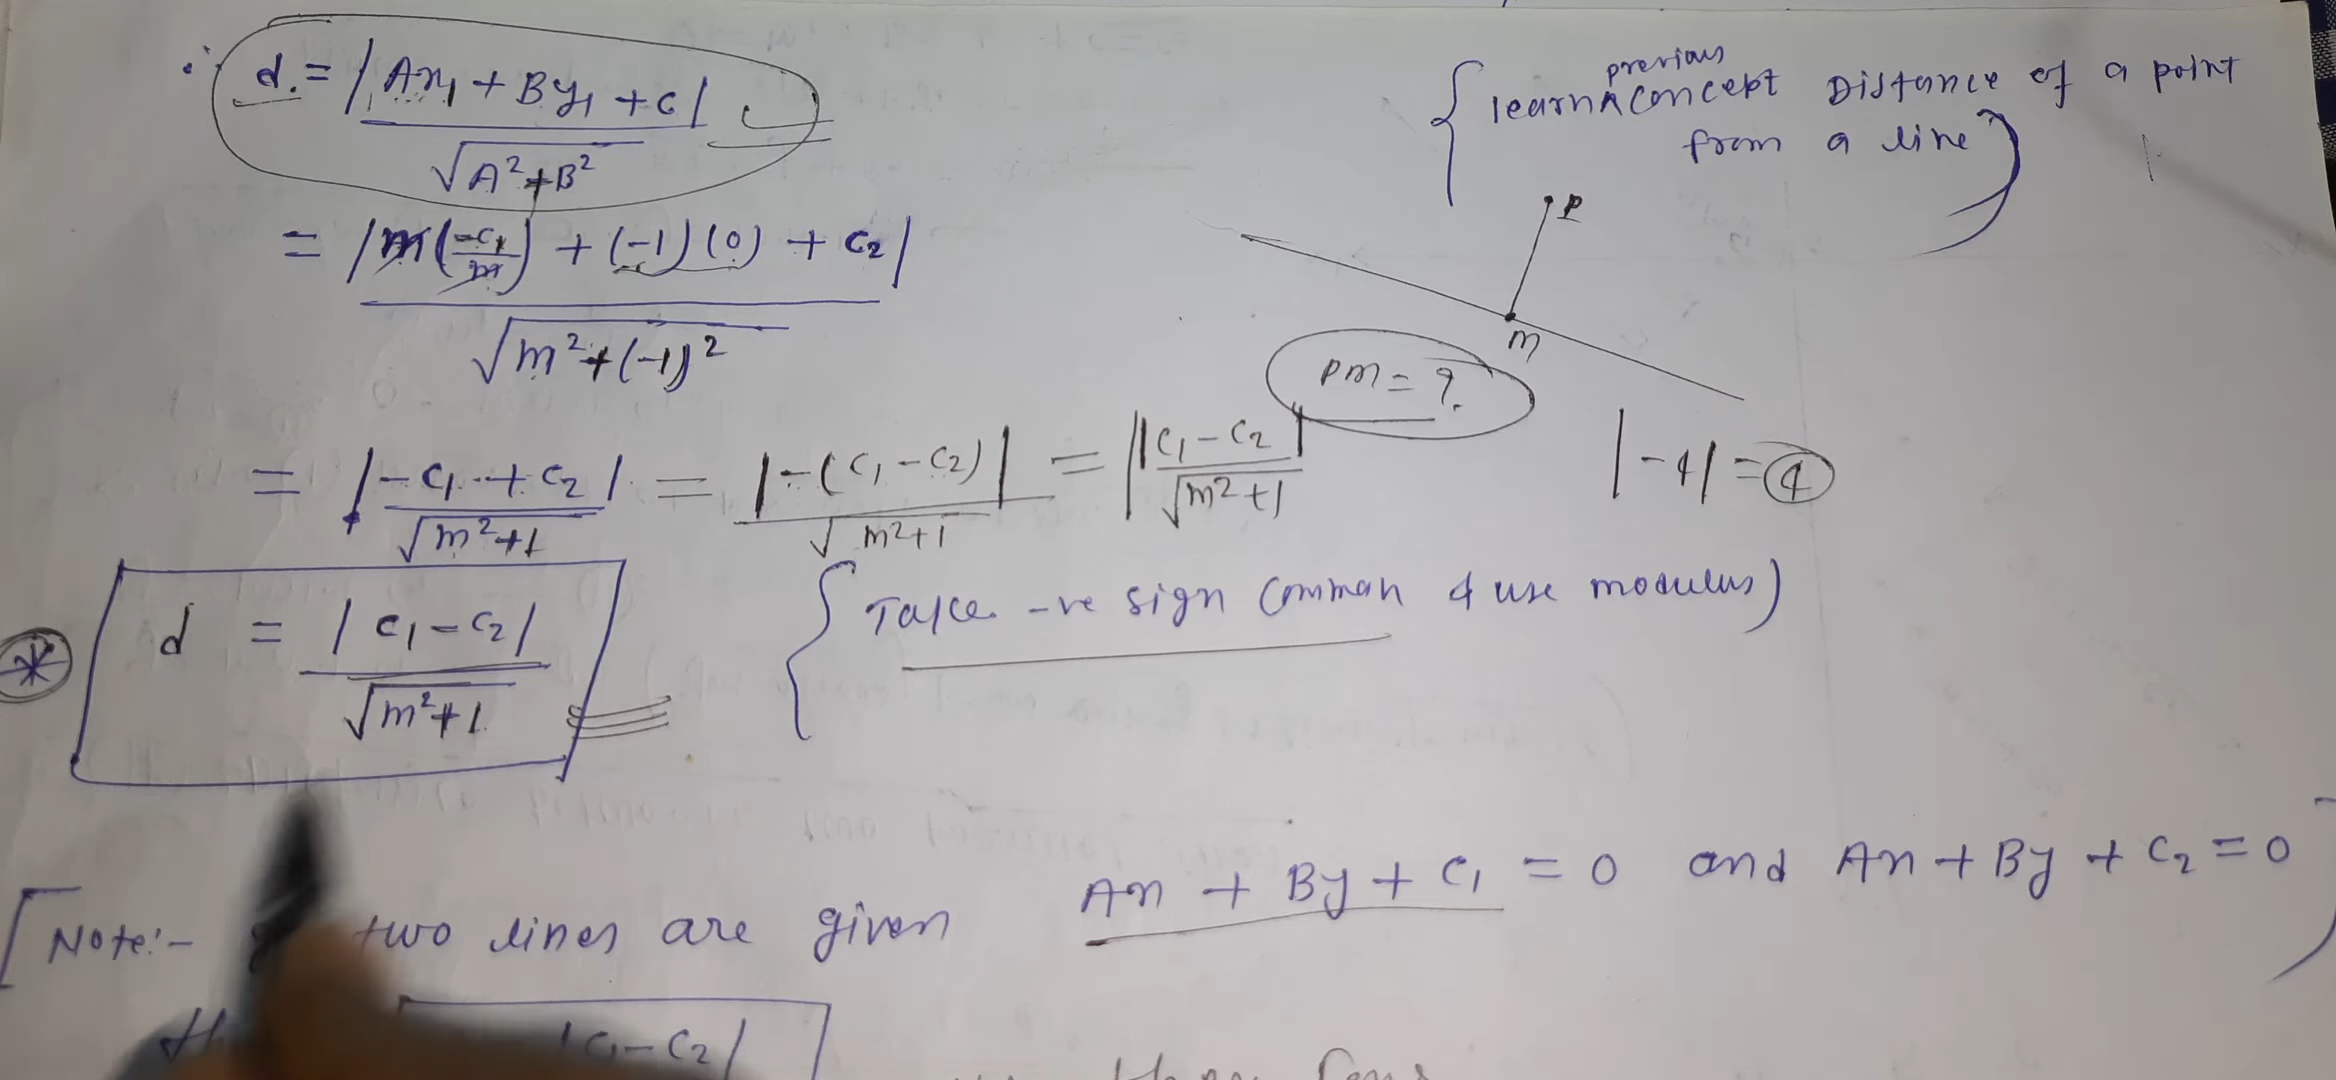 ∴ d = |Ax₁ + By₁ + C| / √A²+B²
{ learn previous concept Distance of a point
from a line }
= |m(-c₁/m) + (-1)(0) + c₂| / √m²+(-1)²
P
M
PM = ?
= |-c₁ + c₂| / √m²+1 = |-(c₁-c₂)| / √m²+1 = ||c₁-c₂| / √m²+1
|-4| = 4
{ Take -ve sign common & use modulus)
* d = |c₁-c₂| / √m²+1
[Note:- two lines are given Ax + By + C₁ = 0 and Ax + By + C₂ = 0
|C₁-C₂|